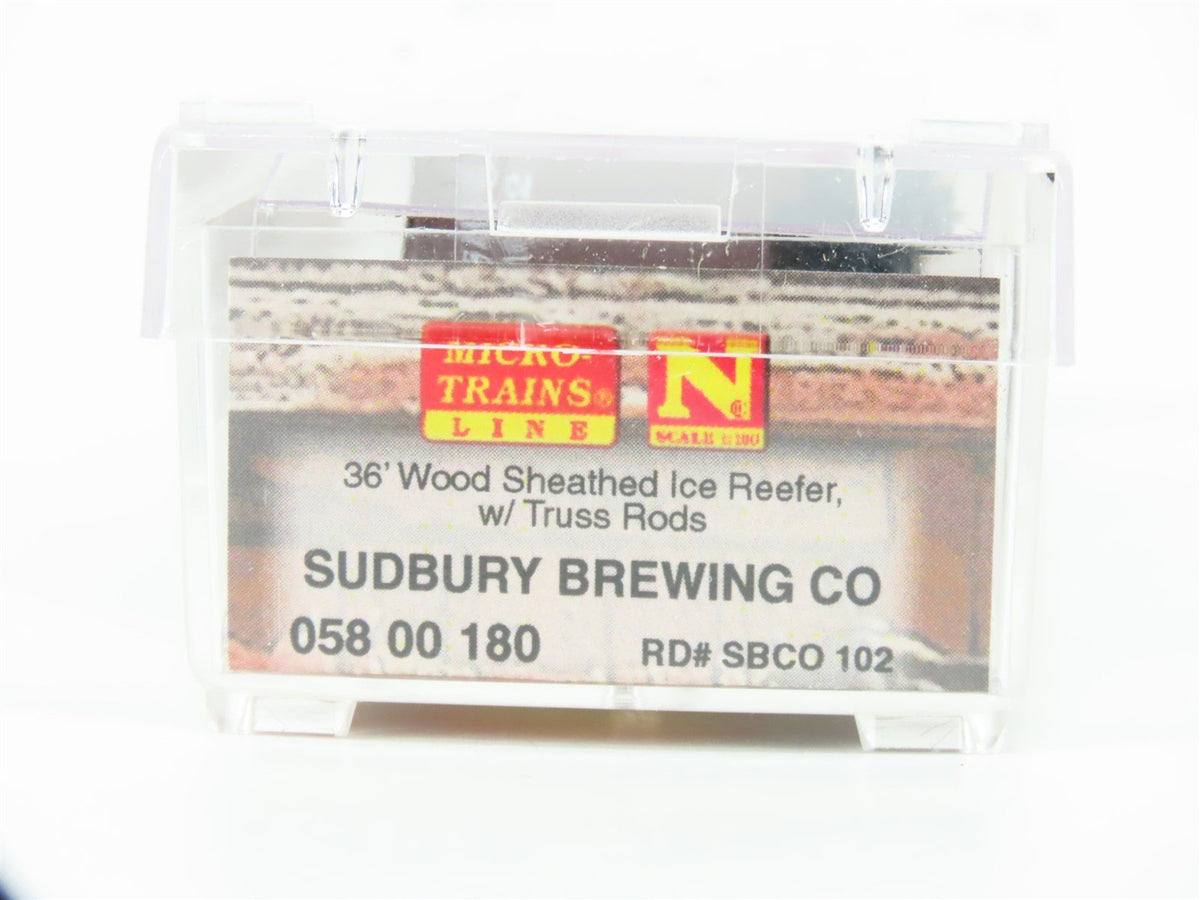 MICRO-
TRAINS®
LINE
N
SCALE 1:160
36' Wood Sheathed Ice Reefer,
w/ Truss Rods
SUDBURY BREWING CO
058 00 180
RD# SBCO 102